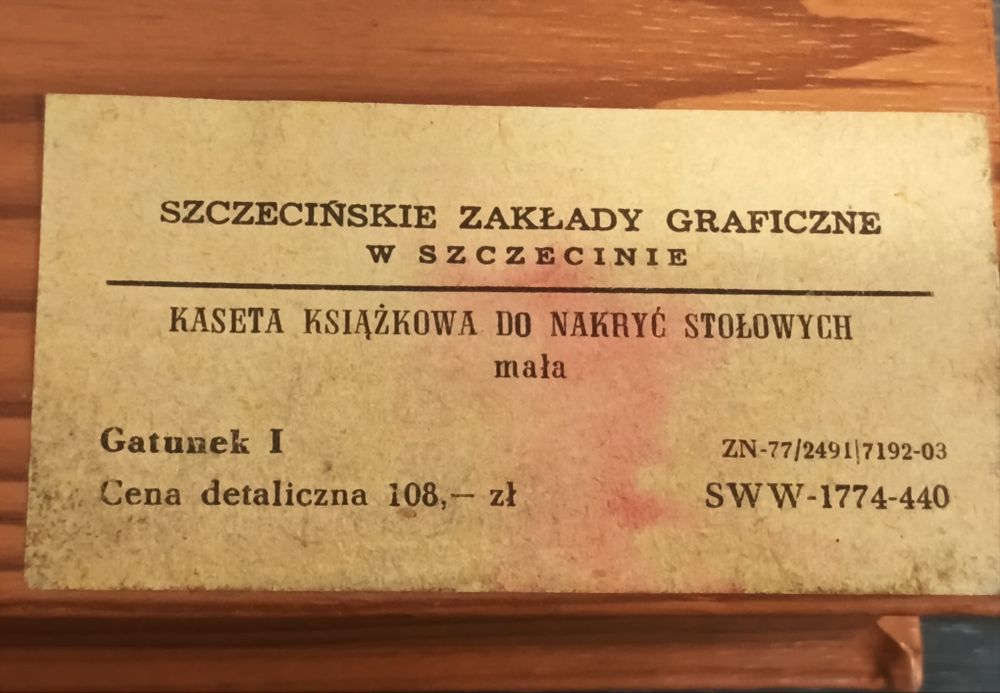 SZCZECIŃSKIE ZAKŁADY GRAFICZNE
W SZCZECINIE
KASETA KSIĄŻKOWA DO NAKRYĆ STOŁOWYCH
mała
Gatunek I
ZN-77/2491/7192-03
Cena detaliczna 108,— zł
SWW-1774-440